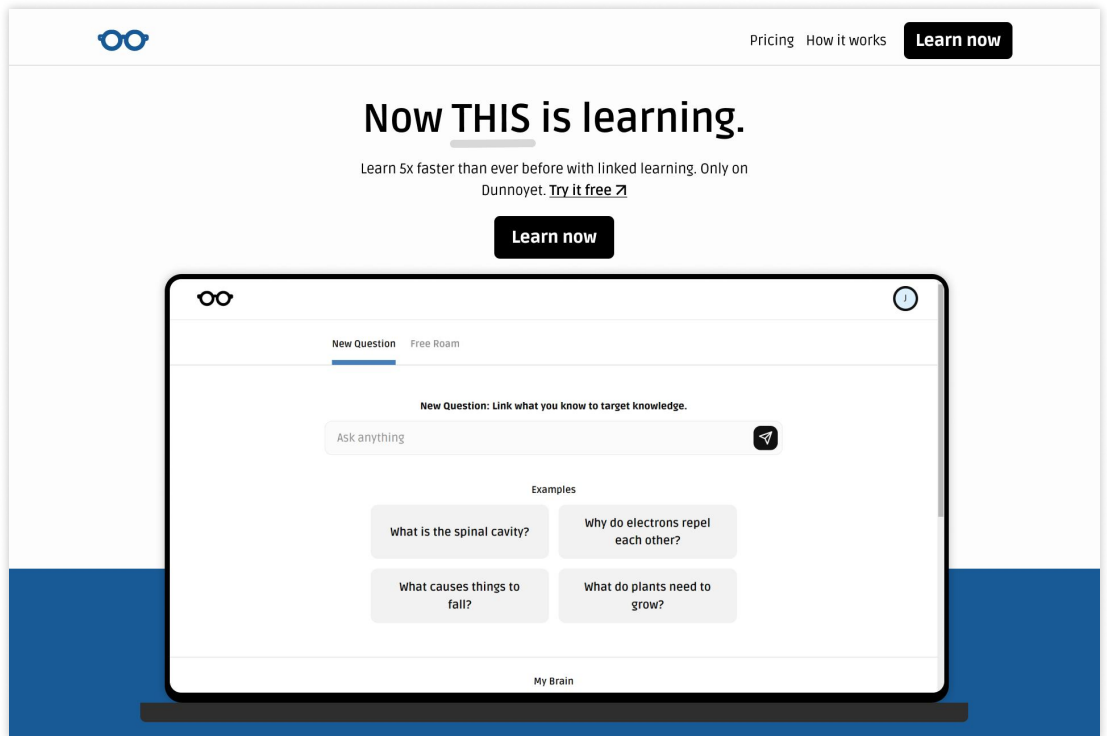 Pricing How it works Learn now
Now THIS is learning.
Learn 5x faster than ever before with linked learning. Only on
Dunnoyet. Try it free
Learn now
J
New Question Free Roam
New Question: Link what you know to target knowledge.
Ask anything
Examples
What is the spinal cavity?
Why do electrons repel
each other?
What causes things to
fall?
What do plants need to
grow?
My Brain